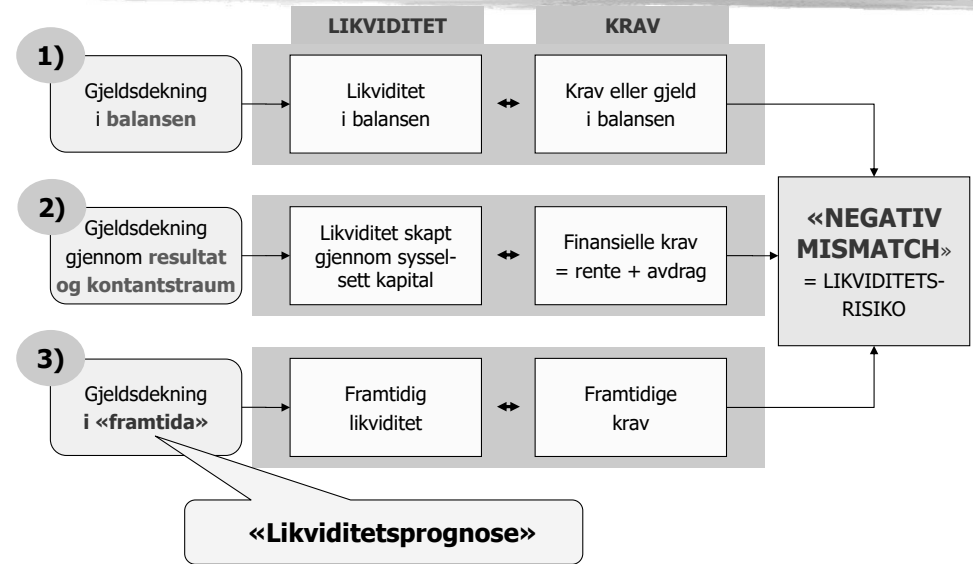 LIKVIDITET
KRAV
1)
Gjeldsdekning
i balansen
Likviditet
i balansen
Krav eller gjeld
i balansen
2)
Gjeldsdekning
gjennom resultat
og kontantstraum
Likviditet skapt
gjennom syssel-
sett kapital
Finansielle krav
= rente + avdrag
«NEGATIV
MISMATCH»
= LIKVIDITETS-
RISIKO
3)
Gjeldsdekning
i «framtida»
Framtidig
likviditet
Framtidige
krav
«Likviditetsprognose»